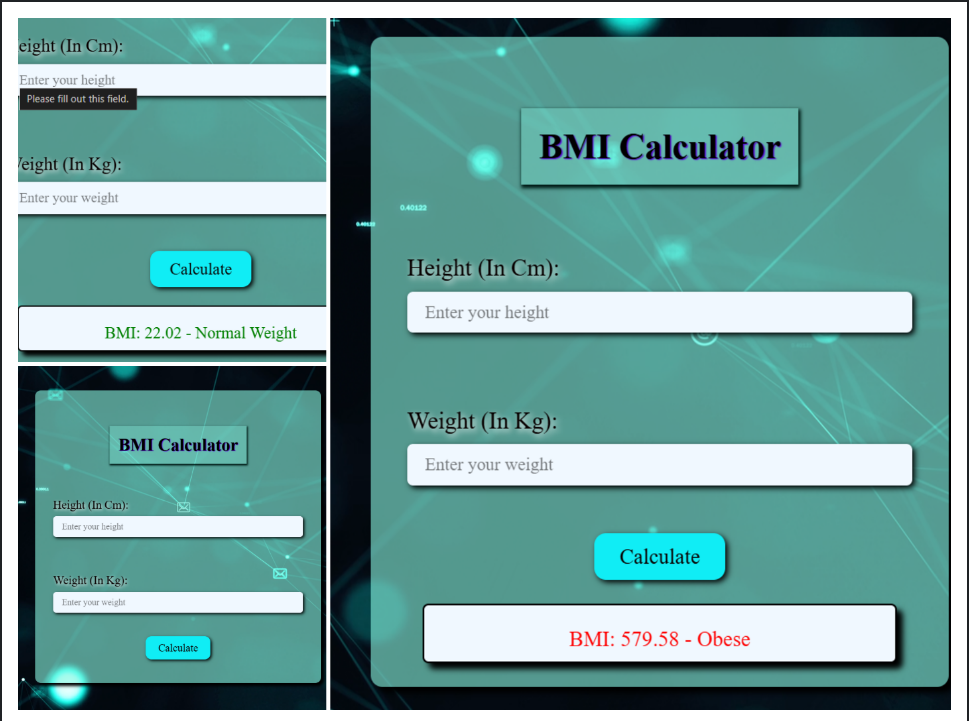 eight (In Cm):
Enter your height
Please fill out this field.
Weight (In Kg):
Enter your weight
Calculate
BMI: 22.02 - Normal Weight
BMI Calculator
Height (In Cm):
Enter your height
Weight (In Kg):
Enter your weight
Calculate
BMI Calculator
0.40122
0.40122
Height (In Cm):
Enter your height
Weight (In Kg):
Enter your weight
Calculate
BMI: 579.58 - Obese